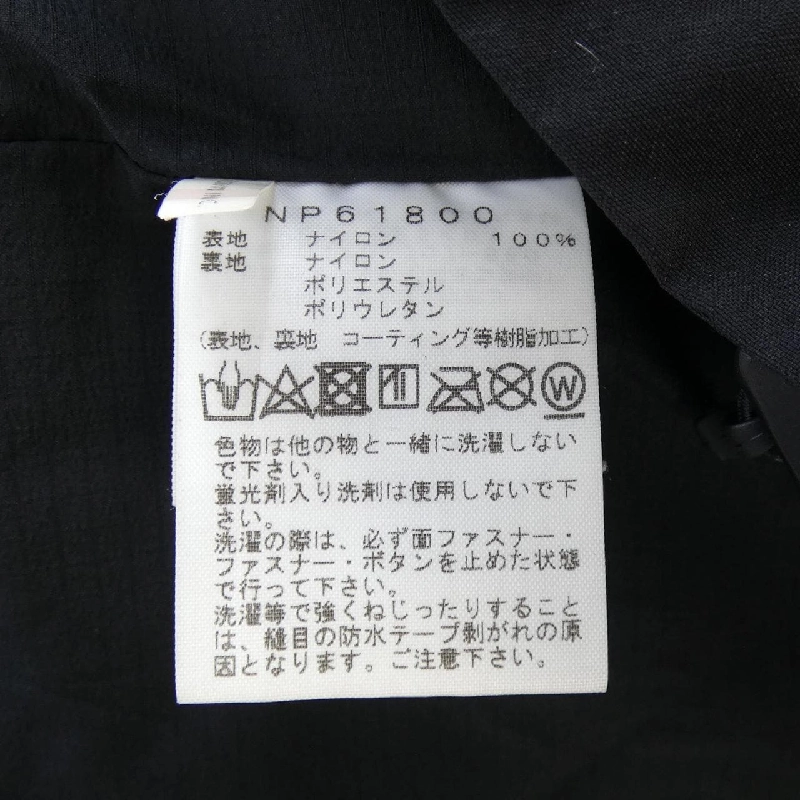 NP61800
表地 ナイロン 100%
裏地 ナイロン
ポリエステル
ポリウレタン
(表地、裏地 コーティング等樹脂加工)
W
色物は他の物と一緒に洗濯しない
で下さい。
蛍光剤入り洗剤は使用しないで下
さい。
洗濯の際は、必ず面ファスナー・
ファスナー・ボタンを止めた状態
で行って下さい。
洗濯等で強くねじったりすること
は、縫目の防水テープ剥がれの原
因となります。ご注意下さい。